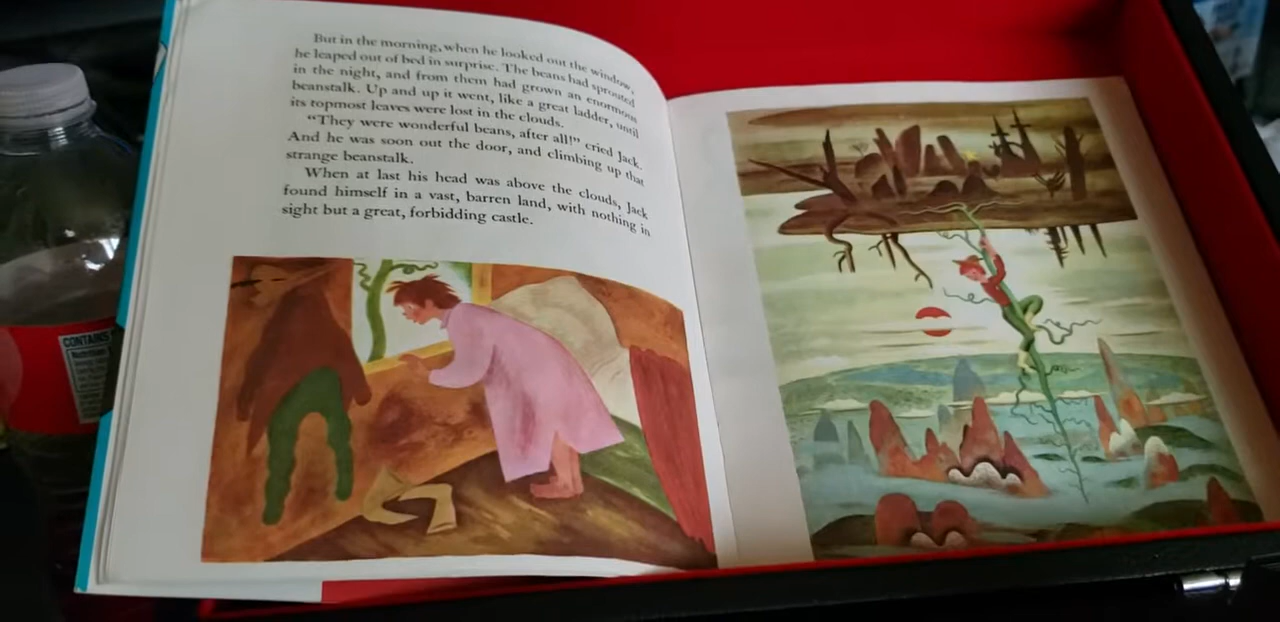 But in the morning, when he looked out the window,
he leaped out of bed in surprise. The beans had sprouted
in the night, and from them had grown an enormous
beanstalk. Up and up it went, like a great ladder, until
its topmost leaves were lost in the clouds.
“They were wonderful beans, after all!” cried Jack.
And he was soon out the door, and climbing up that
strange beanstalk.
When at last his head was above the clouds, Jack
found himself in a vast, barren land, with nothing in
sight but a great, forbidding castle.
CONTAINS
Nutrition